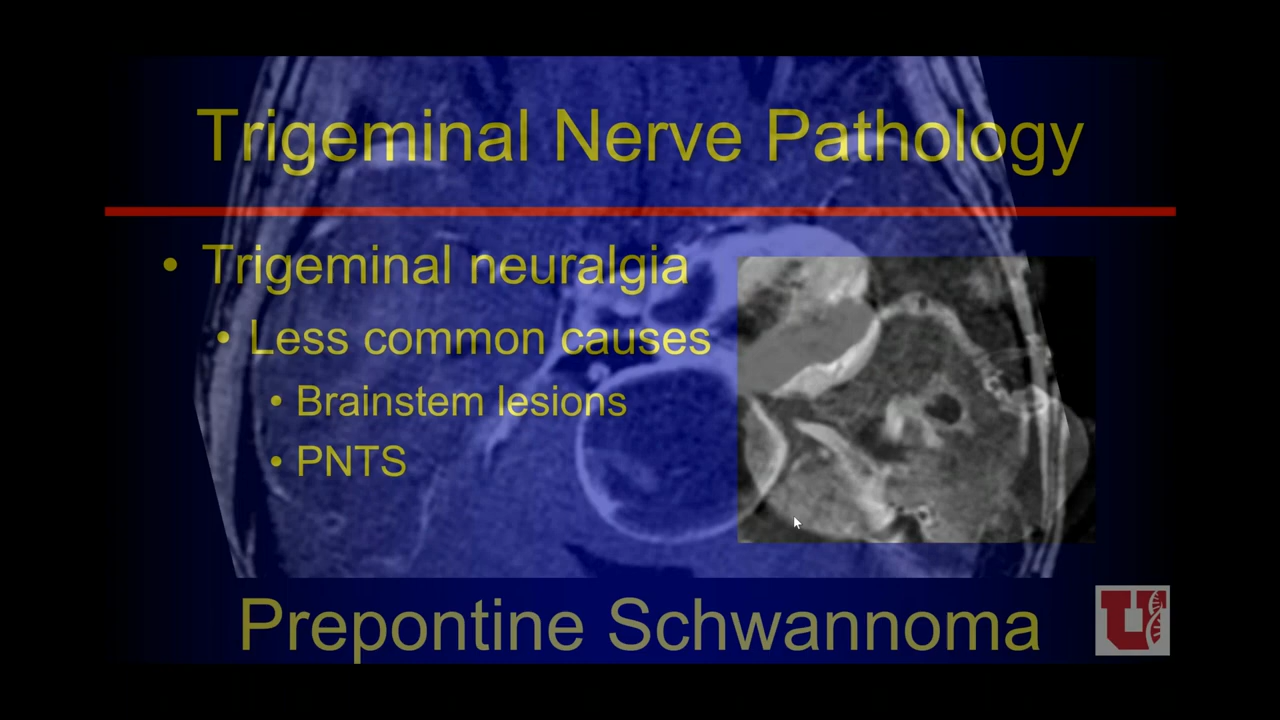 Trigeminal Nerve Pathology
• Trigeminal neuralgia
• Less common causes
• Brainstem lesions
• PNTS
Prepontine Schwannoma
U